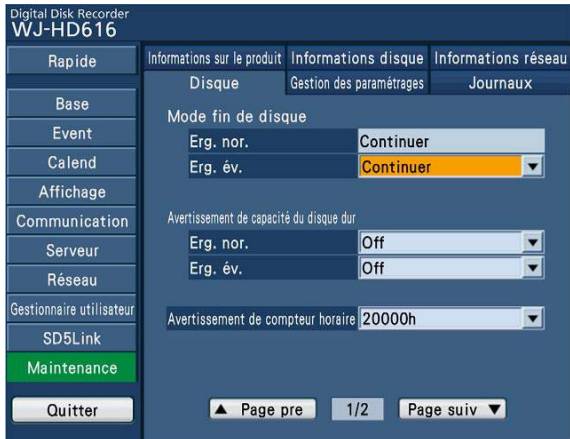 Digital Disk Recorder
WJ-HD616
Rapide
Base
Event
Calend
Affichage
Communication
Serveur
Réseau
Gestionnaire utilisateur
SD5Link
Maintenance
Quitter
Informations sur le produit Informations disque Informations réseau
Disque Gestion des paramétrages Journaux
Mode fin de disque
Erg. nor. Continuer
Erg. év. Continuer
Avertissement de capacité du disque dur
Erg. nor. Off
Erg. év. Off
Avertissement de compteur horaire 20000h
▲ Page pre 1/2 Page suiv ▼